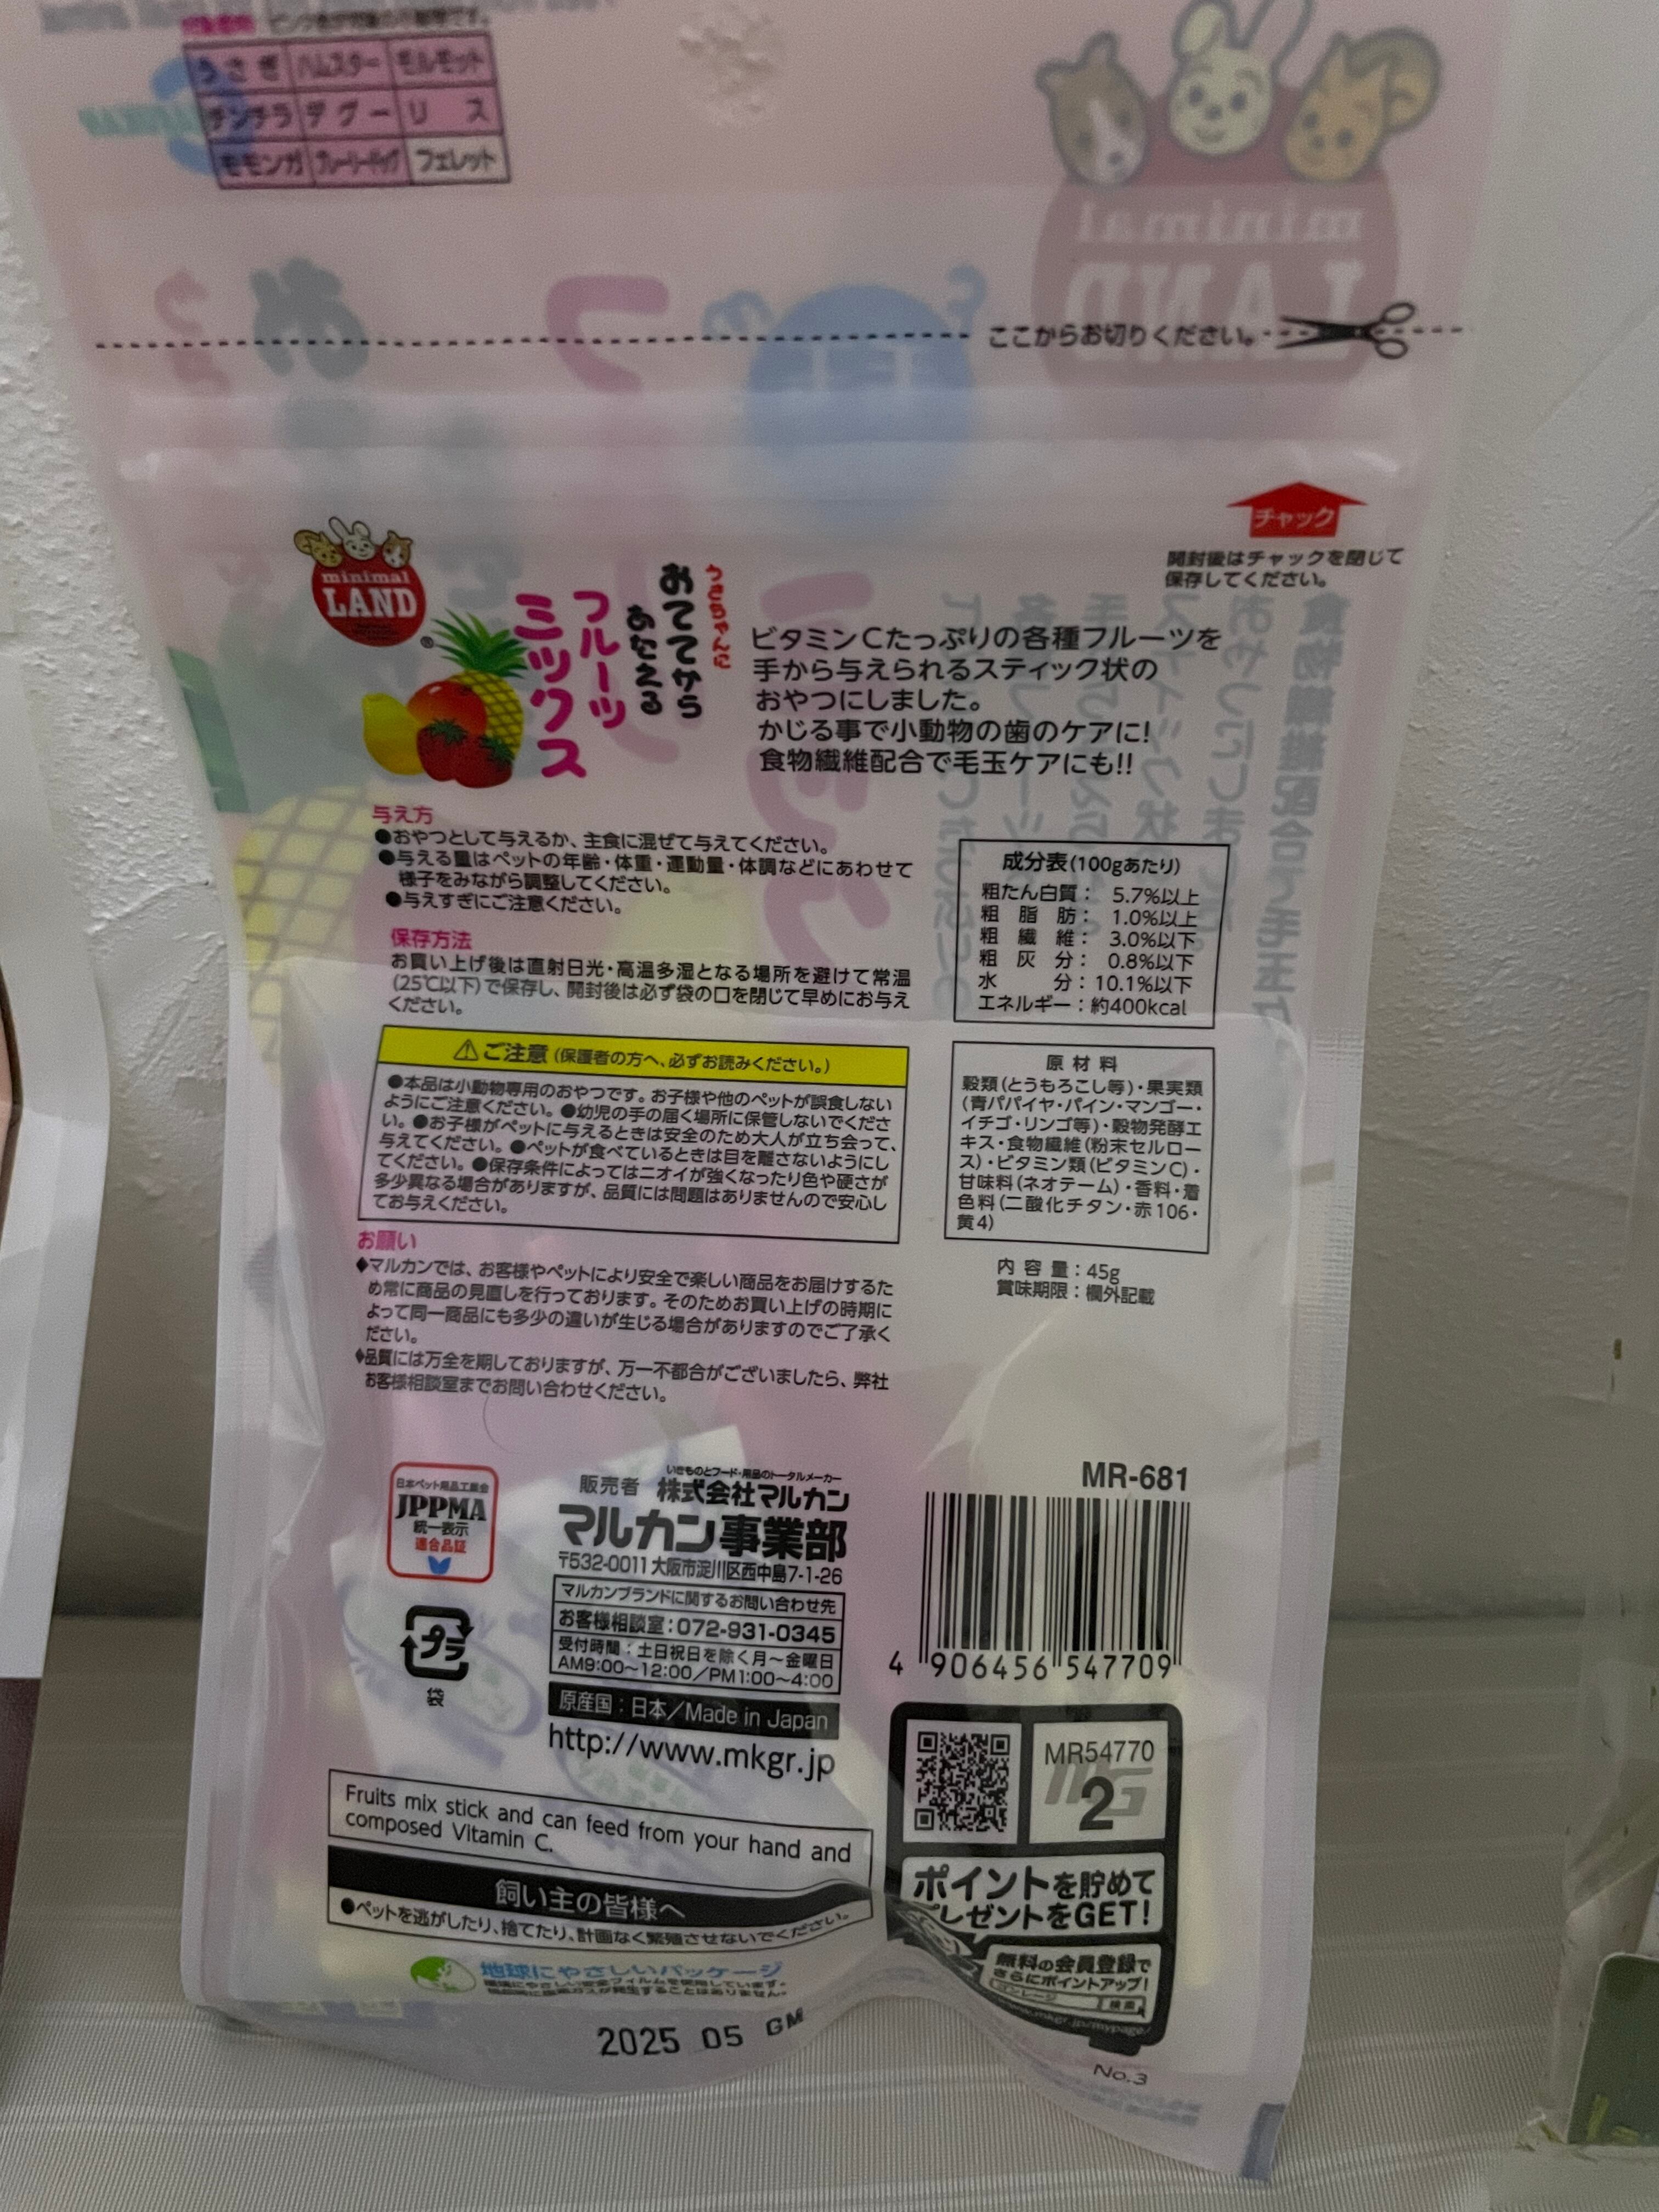 うさぎ ハムスター モルモット
チンチラ デグー リス
モモンガ プレーリードッグ フェレット
ここからお切りください。
チャック
開封後はチャックを閉じて
保存してください。
minimal
LAND
うさちゃんに
おててから
あたえる
フルーツ
ミックス
ビタミンCたっぷりの各種フルーツを
手から与えられるスティック状の
おやつにしました。
かじる事で小動物の歯のケアに!
食物繊維配合で毛玉ケアにも!!
与え方
●おやつとして与えるか、主食に混ぜて与えてください。
●与える量はペットの年齢・体重・運動量・体調などにあわせて
様子をみながら調整してください。
●与えすぎにご注意ください。
保存方法
お買い上げ後は直射日光・高温多湿となる場所を避けて常温
(25℃以下)で保存し、開封後は必ず袋の口を閉じて早めにお与え
ください。
成分表(100gあたり)
粗たん白質： 5.7%以上
粗脂肪： 1.0%以上
粗繊維： 3.0%以下
粗灰分： 0.8%以下
水分：10.1%以下
エネルギー：約400kcal
⚠ご注意(保護者の方へ、必ずお読みください。)
●本品は小動物専用のおやつです。お子様や他のペットが誤食しない
ようにご注意ください。●幼児の手の届く場所に保管しないでくださ
い。●お子様がペットに与えるときは安全のため大人が立ち会って、
与えてください。●ペットが食べているときは目を離さないようにし
てください。●保存条件によってはニオイが強くなったり色や硬さが
多少異なる場合がありますが、品質には問題はありませんので安心し
てお与えください。
原材料
穀類(とうもろこし等)・果実類
(青パパイヤ・パイン・マンゴー・
イチゴ・リンゴ等)・穀物発酵エ
キス・食物繊維(粉末セルロー
ス)・ビタミン類(ビタミンC)・
甘味料(ネオテーム)・香料・着
色料(二酸化チタン・赤106・
黄4)
内容量：45g
賞味期限：欄外記載
お願い
♦マルカンでは、お客様やペットにより安全で楽しい商品をお届けするた
め常に商品の見直しを行っております。そのためお買い上げの時期に
よって同一商品にも多少の違いが生じる場合がありますのでご了承く
ださい。
♦品質には万全を期しておりますが、万一不都合がございましたら、弊社
お客様相談室までお問い合わせください。
日本ペット用品工業会
JPPMA
統一表示
適合品証
プラ
袋
いきものとフード・用品のトータルメーカー
販売者 株式会社マルカン
マルカン事業部
〒532-0011 大阪市淀川区西中島7-1-26
マルカンブランドに関するお問い合わせ先
お客様相談室：072-931-0345
受付時間：土日祝日を除く月～金曜日
AM9:00～12:00／PM1:00～4:00
原産国：日本／Made in Japan
http://www.mkgr.jp
MR-681
4 906456 547709
MR54770
2
ポイントを貯めて
プレゼントをGET!
無料の会員登録で
さらにポイントアップ!
検索
Fruits mix stick and can feed from your hand and
composed Vitamin C.
飼い主の皆様へ
●ペットを逃がしたり、捨てたり、計画なく繁殖させないでください。
地球にやさしいパッケージ
2025 05 GM
No.3